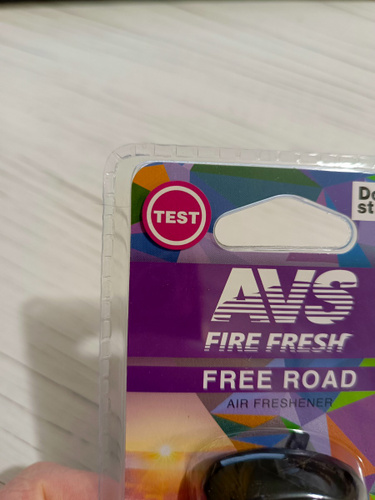 TEST
AVS
FIRE FRESH
FREE ROAD
AIR FRESHENER